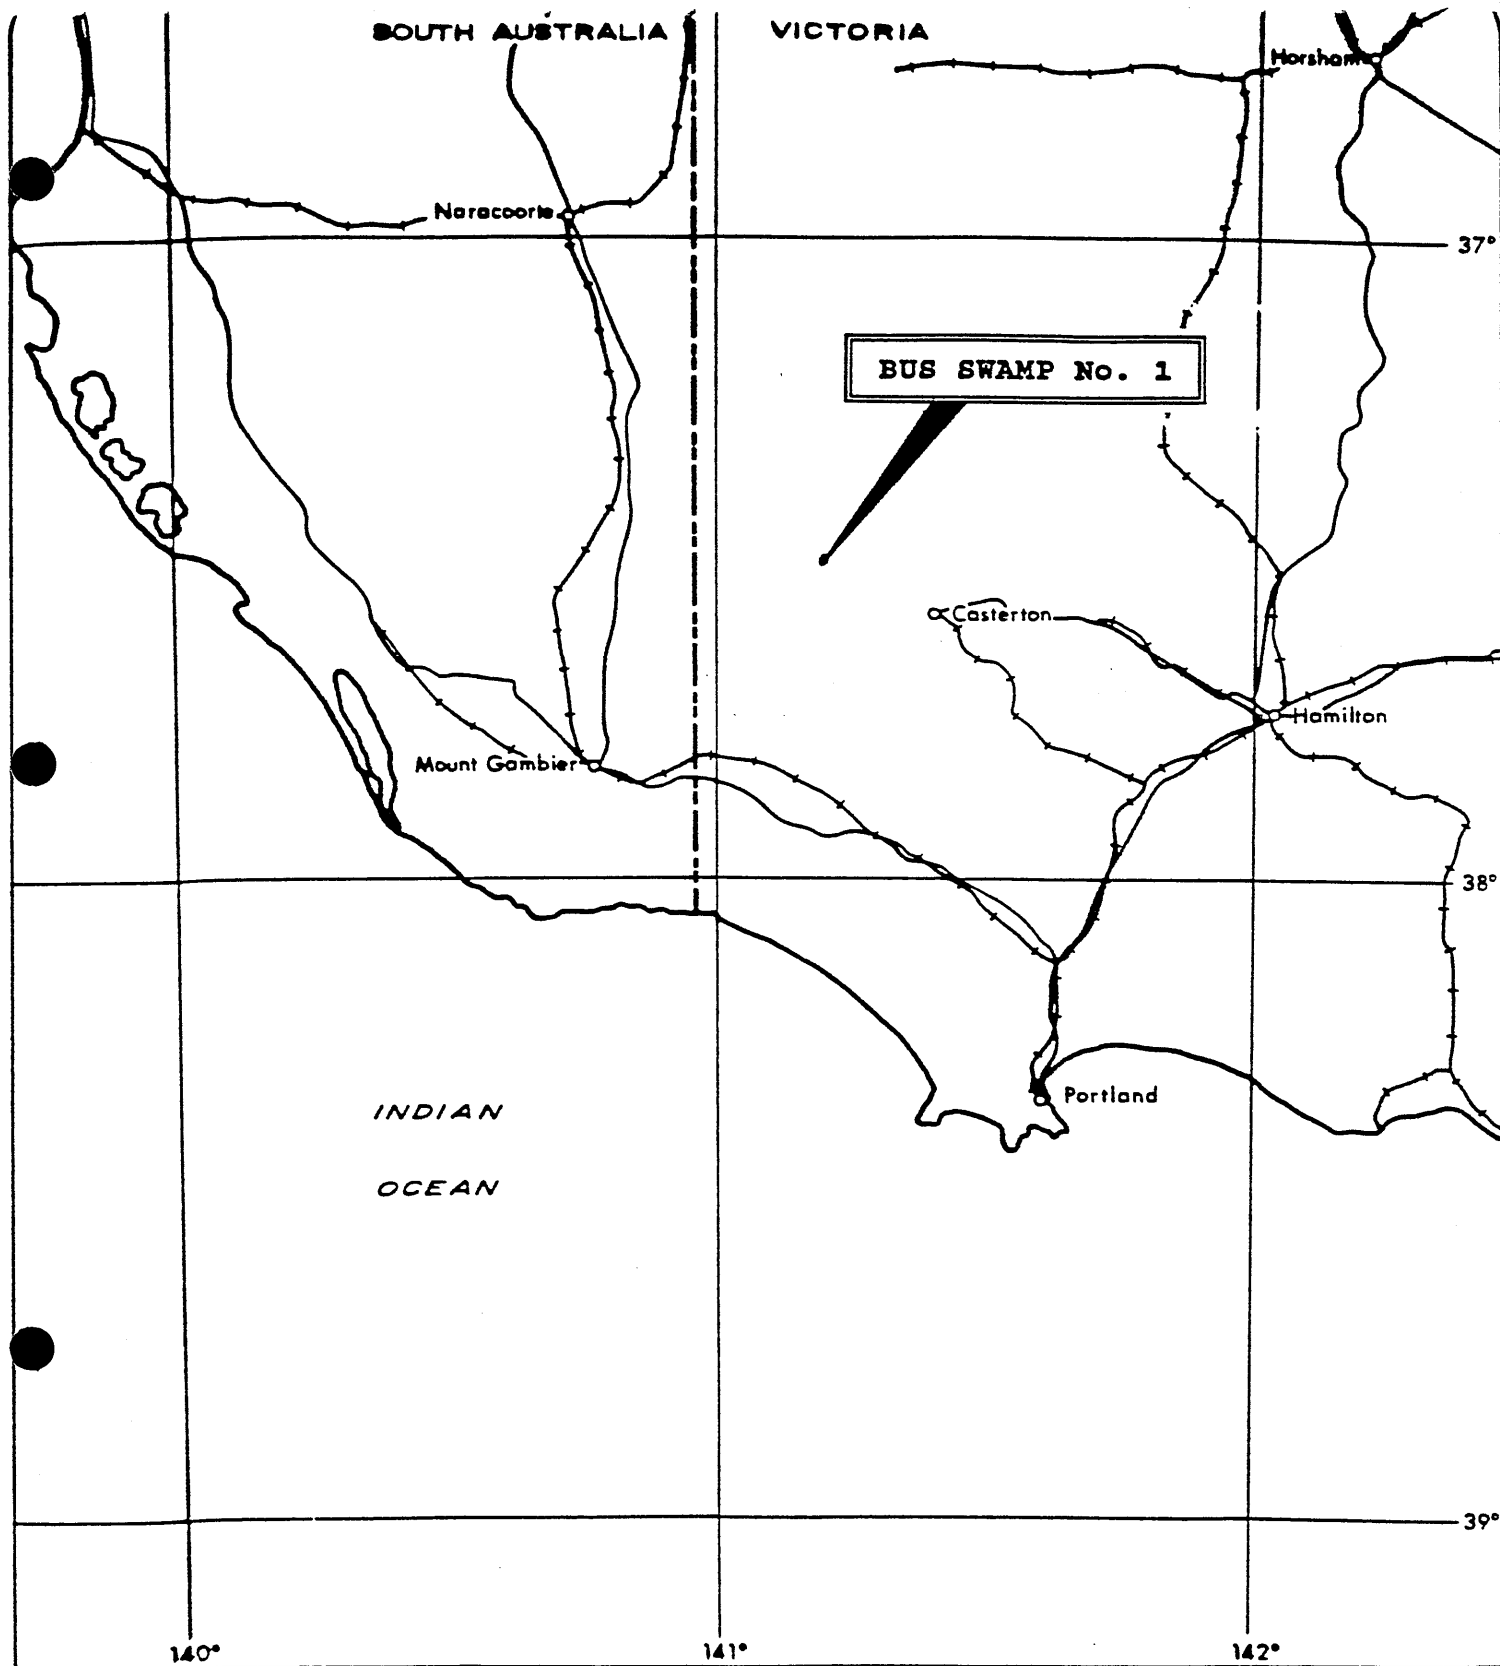 SOUTH AUSTRALIA
VICTORIA
Horsham
Naracoorte
37°
BUS SWAMP No. 1
Casterton
Hamilton
Mount Gambier
38°
Portland
INDIAN
OCEAN
39°
140°
141°
142°